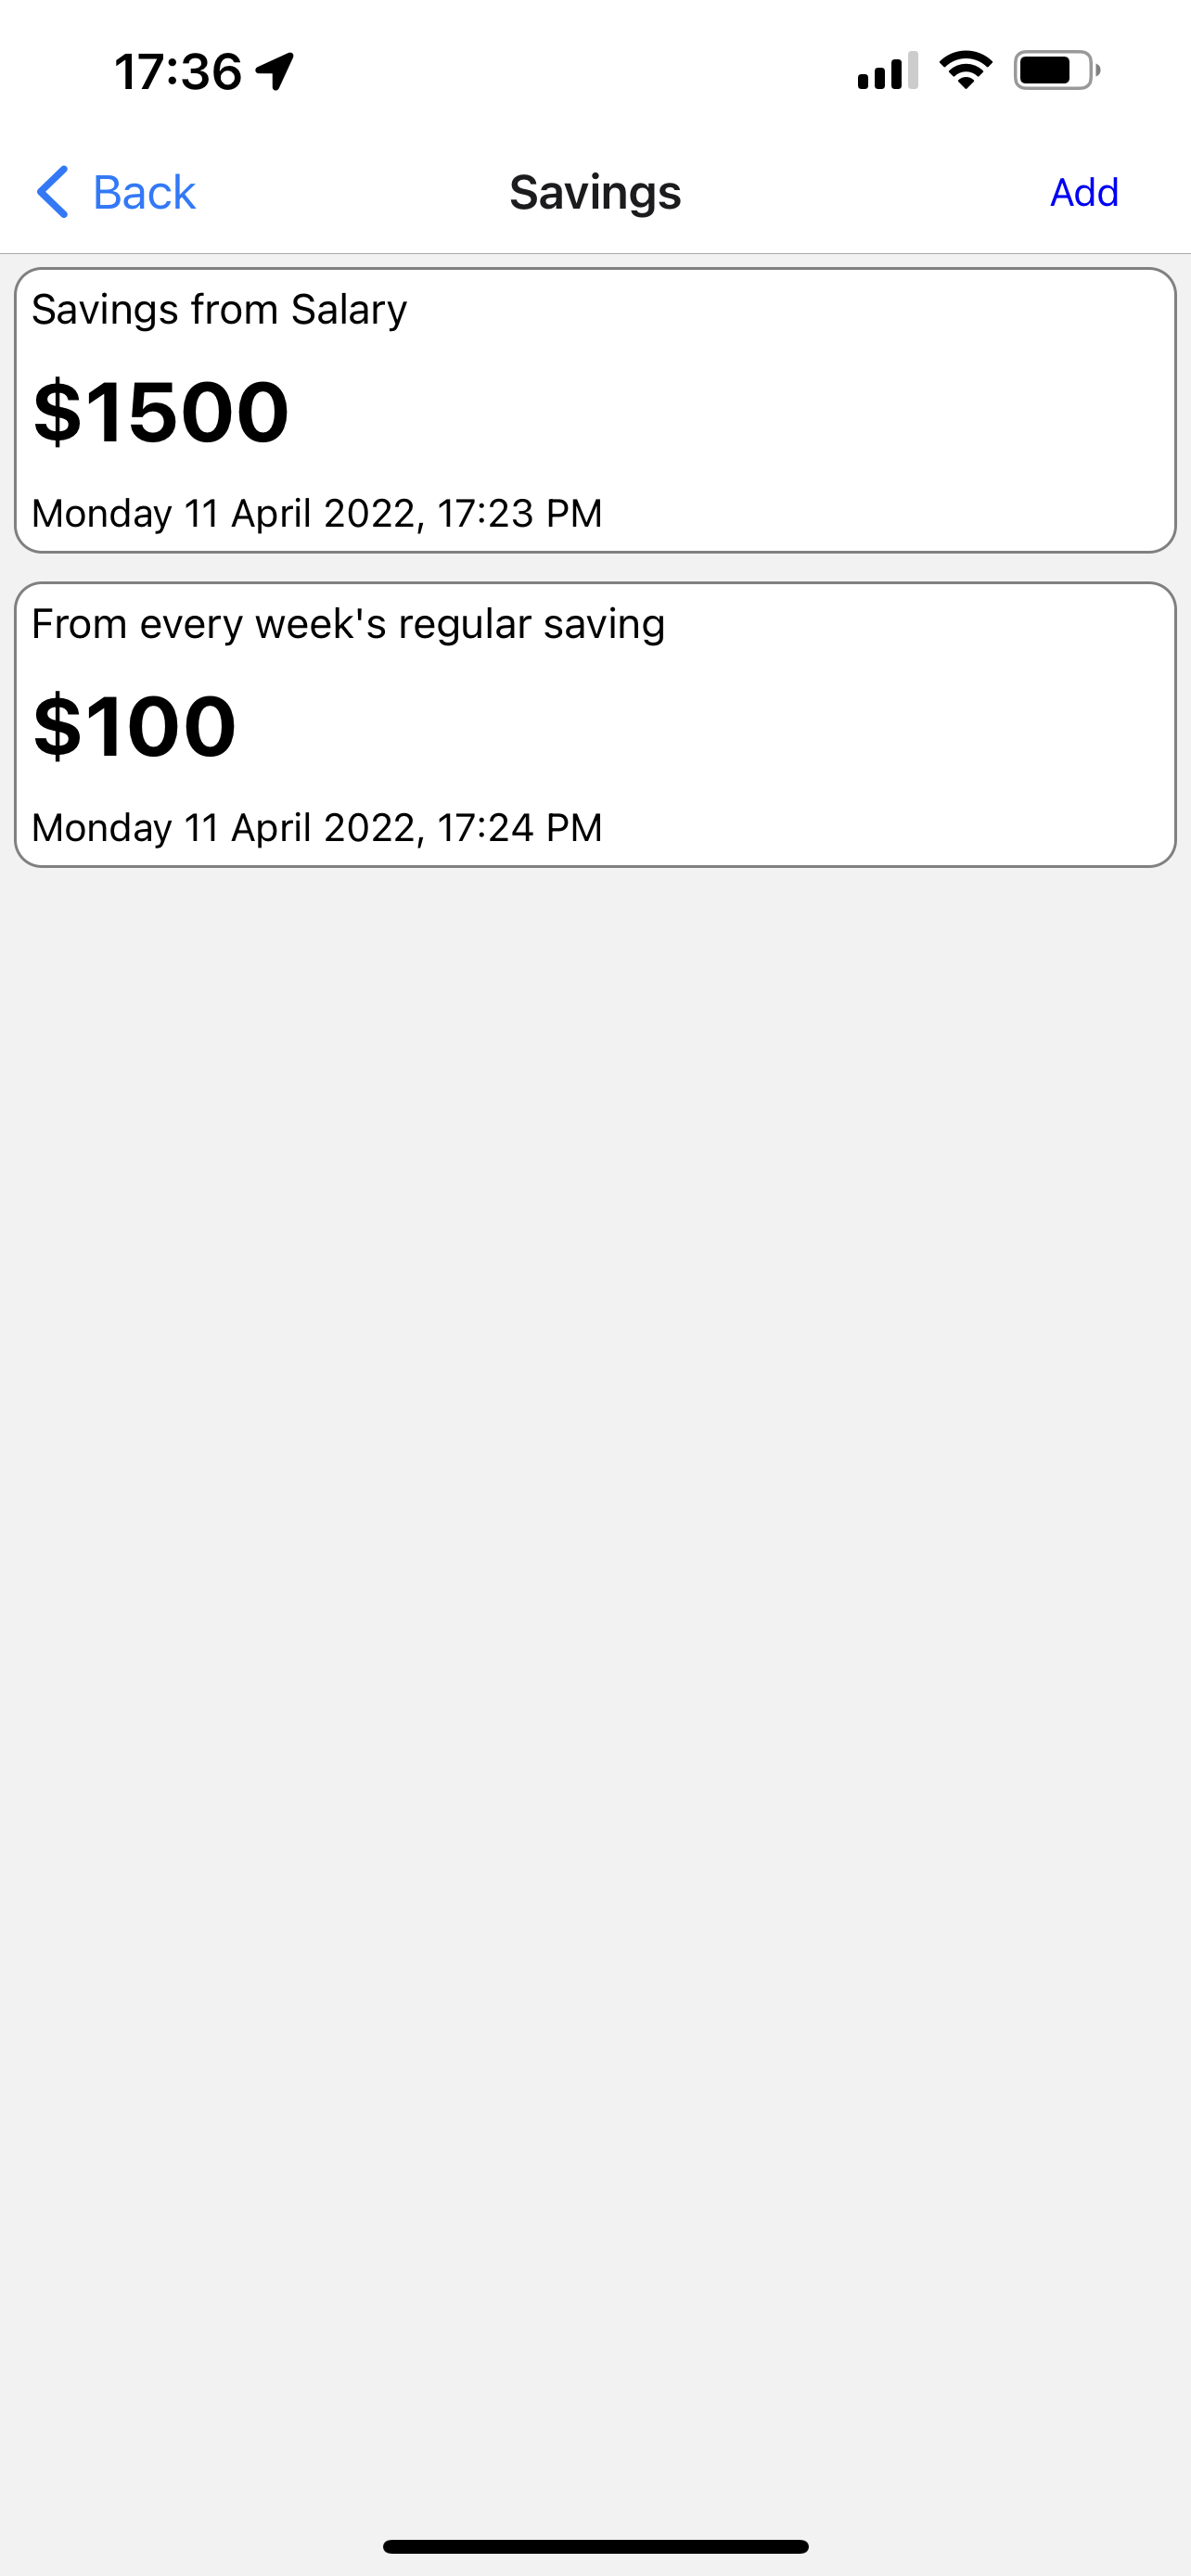 17:36
Back
Savings
Add
Savings from Salary
$1500
Monday 11 April 2022, 17:23 PM
From every week's regular saving
$100
Monday 11 April 2022, 17:24 PM